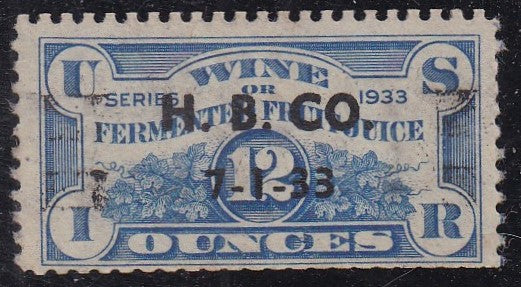 U WINE S
SERIES OR 1933
FERMENTED FRUIT JUICE
H. B. CO.
12
7-1-33
I OUNCES R